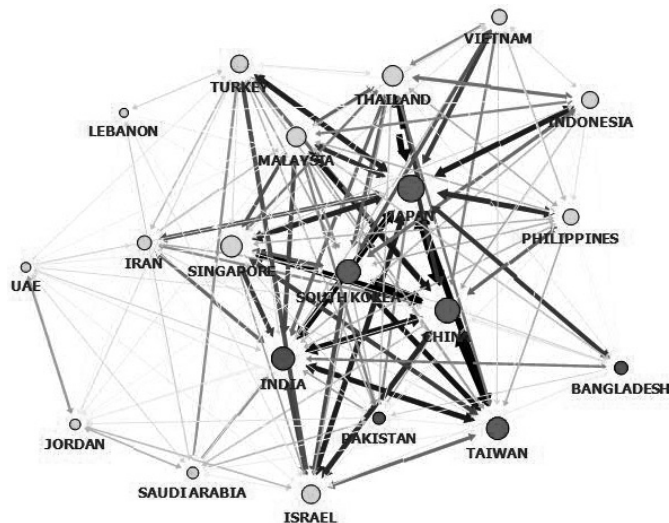 VIETNAM
TURKEY
THAILAND
INDONESIA
LEBANON
MALAYSIA
JAPAN
PHILIPPINES
IRAN
SINGAPORE
SOUTH KOREA
UAE
CHINA
INDIA
BANGLADESH
JORDAN
PAKISTAN
TAIWAN
SAUDI ARABIA
ISRAEL